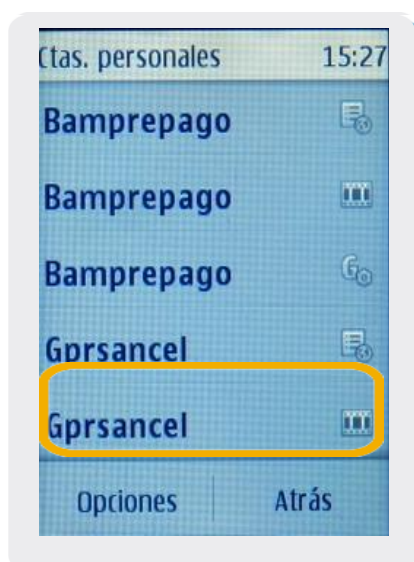 Ctas. personales 15:27
Bamprepago
Bamprepago
Bamprepago
Gprsancel
Gprsancel
Opciones Atrás